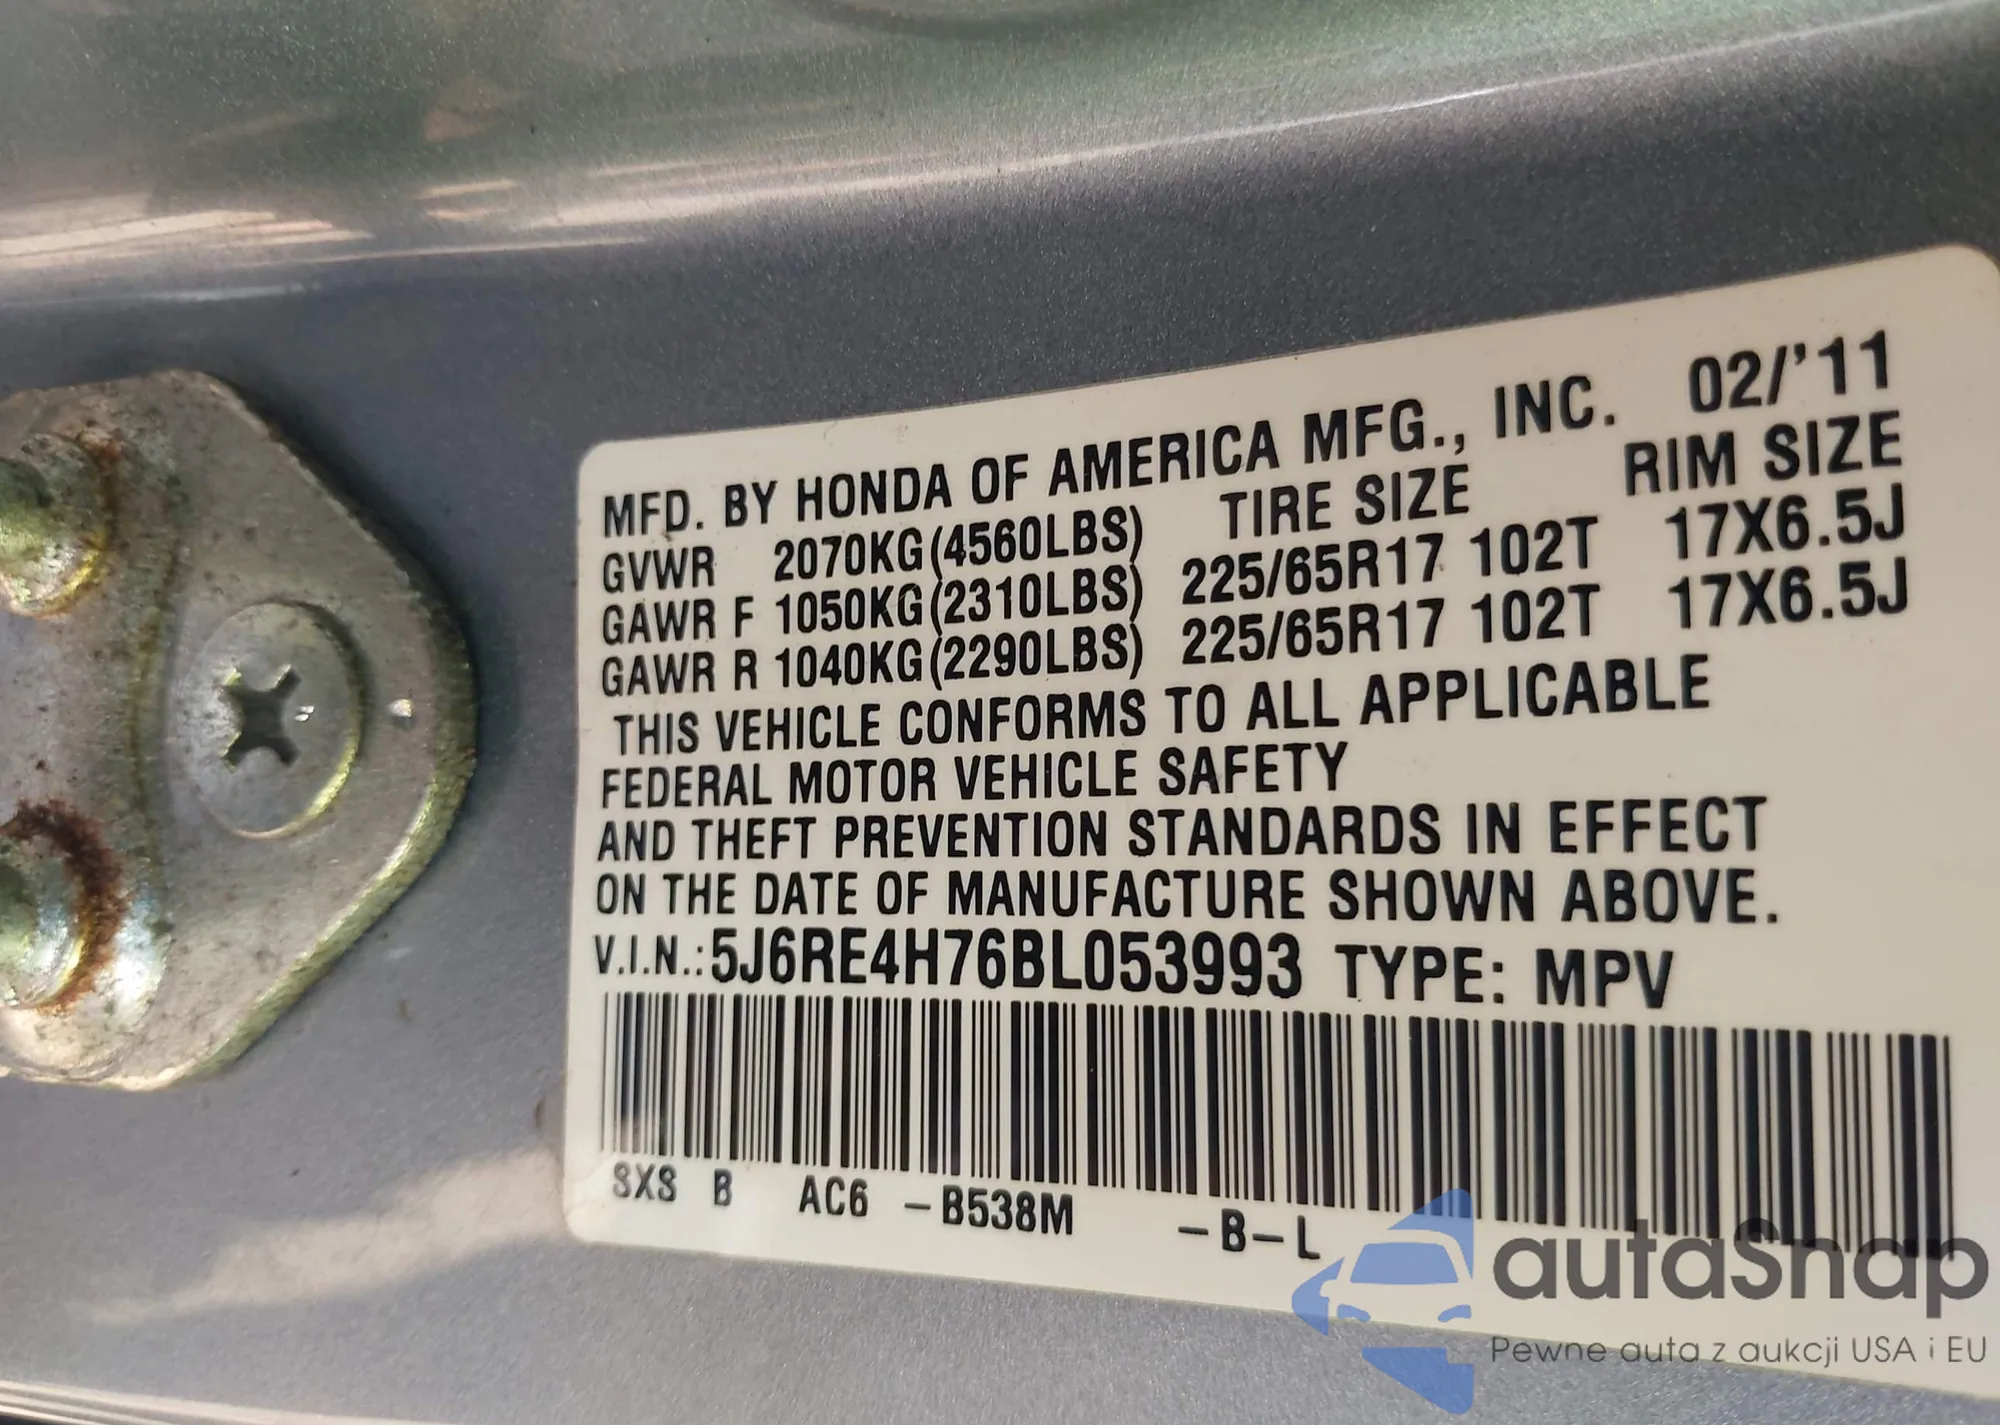 MFD. BY HONDA OF AMERICA MFG., INC. 02/'11
GVWR 2070KG(4560LBS) TIRE SIZE RIM SIZE
GAWR F 1050KG(2310LBS) 225/65R17 102T 17X6.5J
GAWR R 1040KG(2290LBS) 225/65R17 102T 17X6.5J
THIS VEHICLE CONFORMS TO ALL APPLICABLE
FEDERAL MOTOR VEHICLE SAFETY
AND THEFT PREVENTION STANDARDS IN EFFECT
ON THE DATE OF MANUFACTURE SHOWN ABOVE.
V.I.N.:5J6RE4H76BL053993 TYPE: MPV
SXS B AC6 -B538M -B-L
autaSnap
Pewne auta z aukcji USA i EU